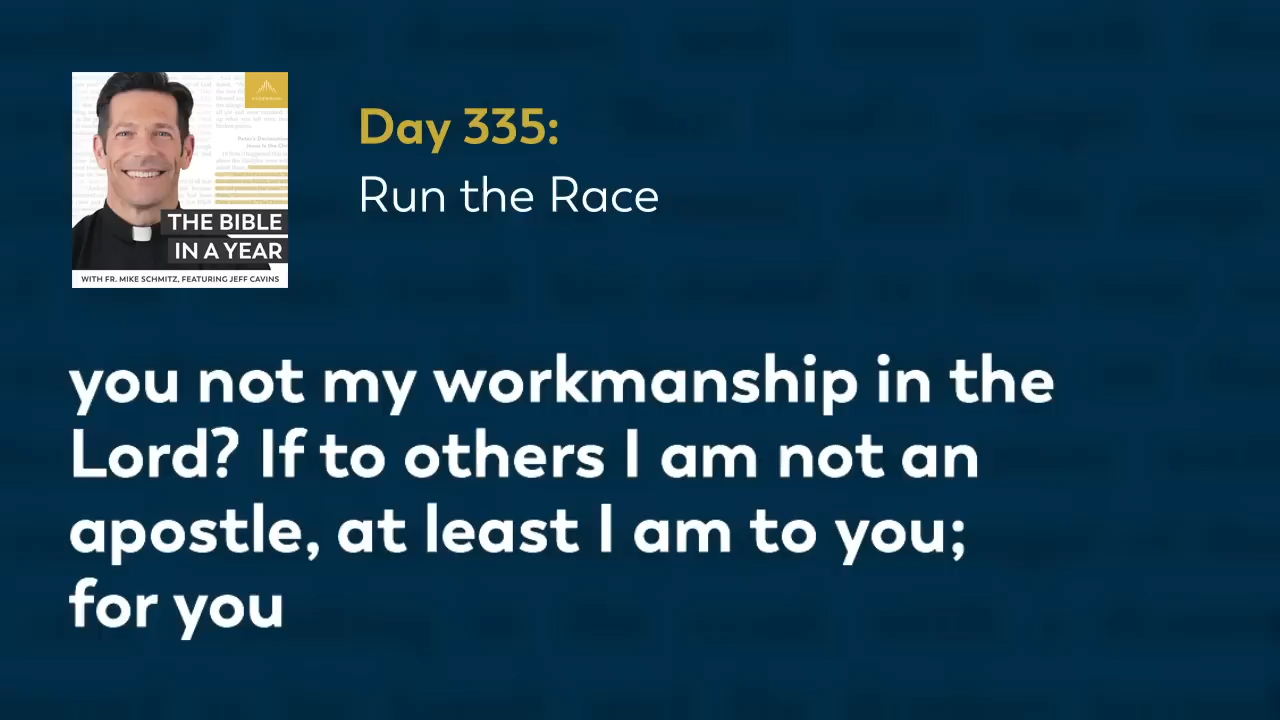 Day 335:
Run the Race
THE BIBLE
IN A YEAR
WITH FR. MIKE SCHMITZ, FEATURING JEFF CAVINS
you not my workmanship in the
Lord? If to others I am not an
apostle, at least I am to you;
for you